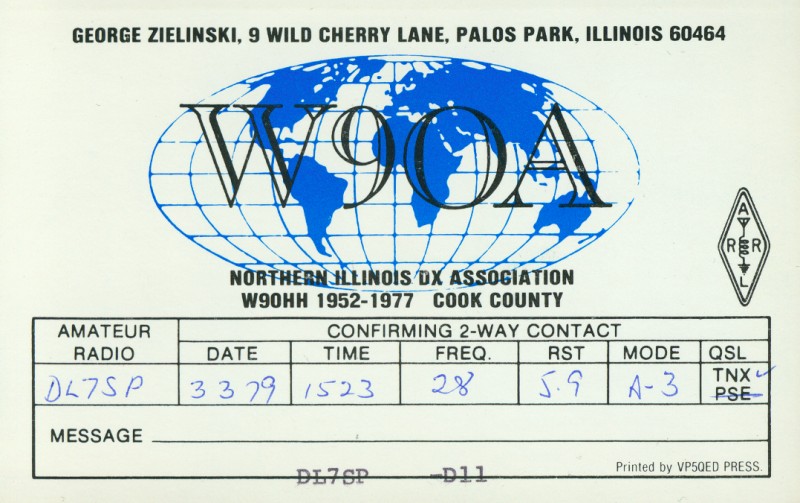 GEORGE ZIELINSKI, 9 WILD CHERRY LANE, PALOS PARK, ILLINOIS 60464
W9OA
A
R R
L
NORTHERN ILLINOIS DX ASSOCIATION
W9OHH 1952-1977 COOK COUNTY
AMATEUR RADIO CONFIRMING 2-WAY CONTACT
DATE TIME FREQ. RST MODE QSL
DL7SP 3 3 79 1523 28 5.9 A-3 TNX ✓
PSE
MESSAGE
Printed by VP5QED PRESS.
DL7SP -D11